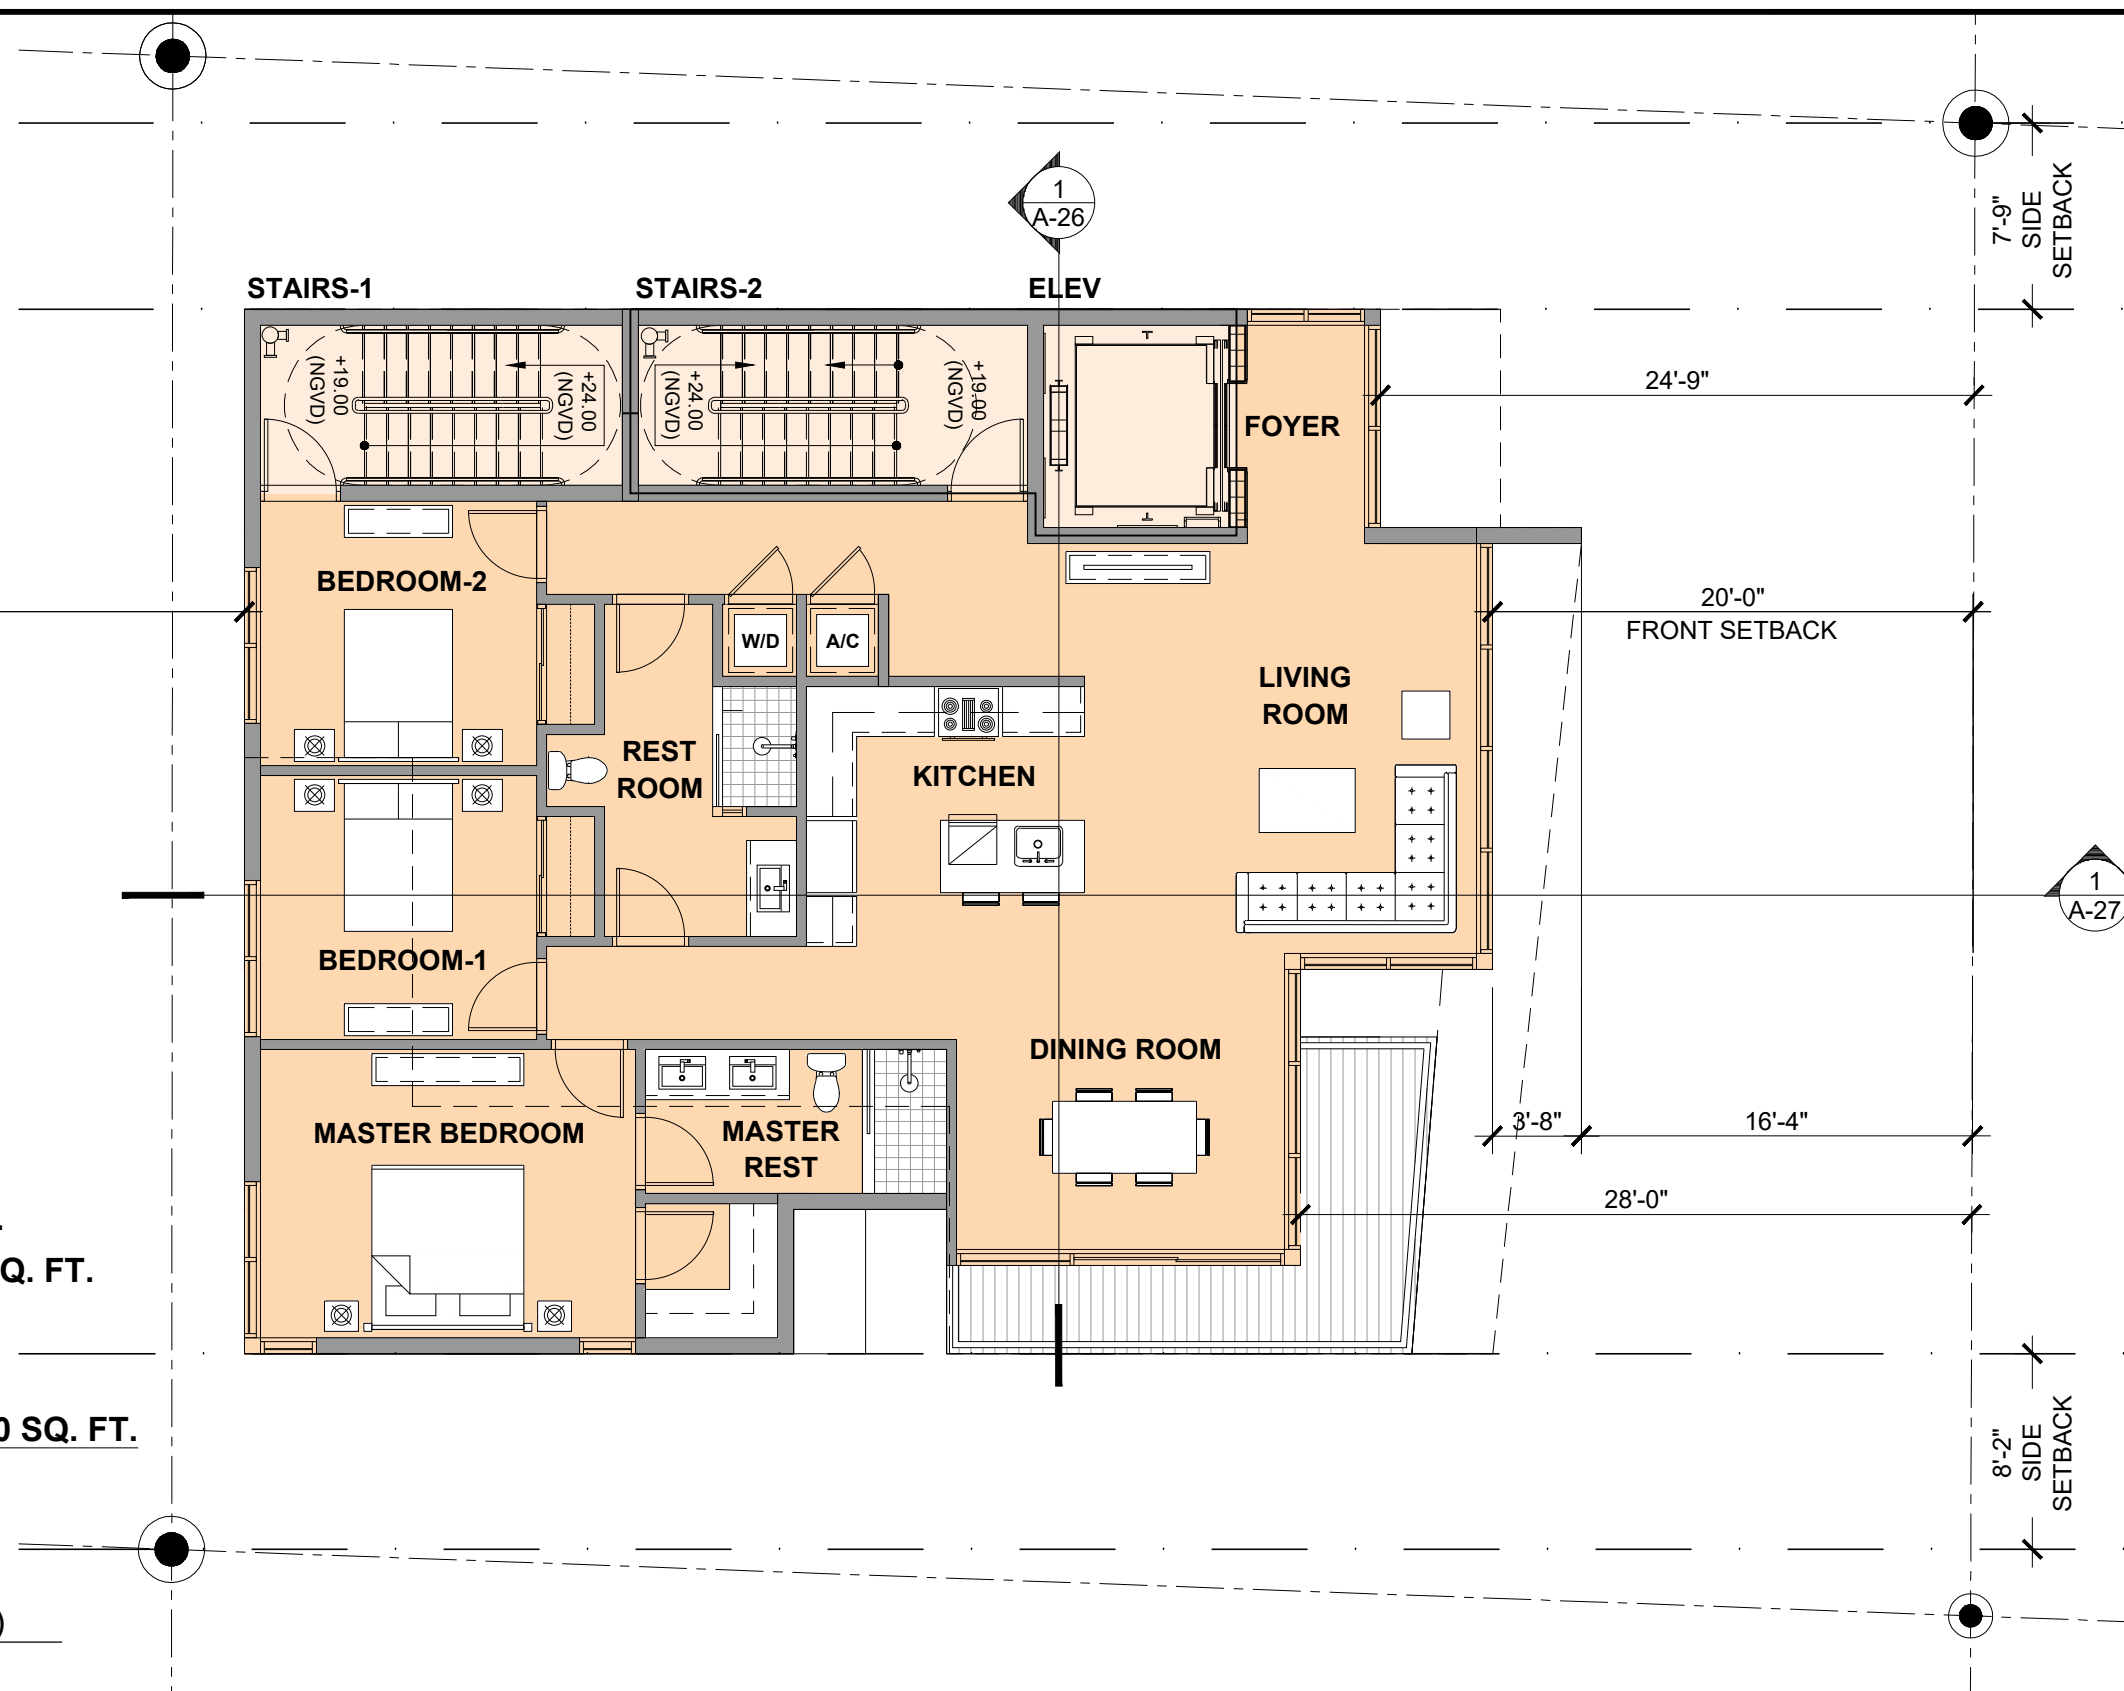 1
A-26
7'-9"
SIDE
SETBACK
STAIRS-1
STAIRS-2
ELEV
+19.00
(NGVD)
+24.00
(NGVD)
+24.00
(NGVD)
+19.00
(NGVD)
24'-9"
FOYER
BEDROOM-2
20'-0"
FRONT SETBACK
W/D
A/C
LIVING
ROOM
REST
ROOM
KITCHEN
1
A-27
BEDROOM-1
DINING ROOM
3'-8"
16'-4"
MASTER BEDROOM
MASTER
REST
28'-0"
Q. FT.
0 SQ. FT.
8'-2"
SIDE
SETBACK
)